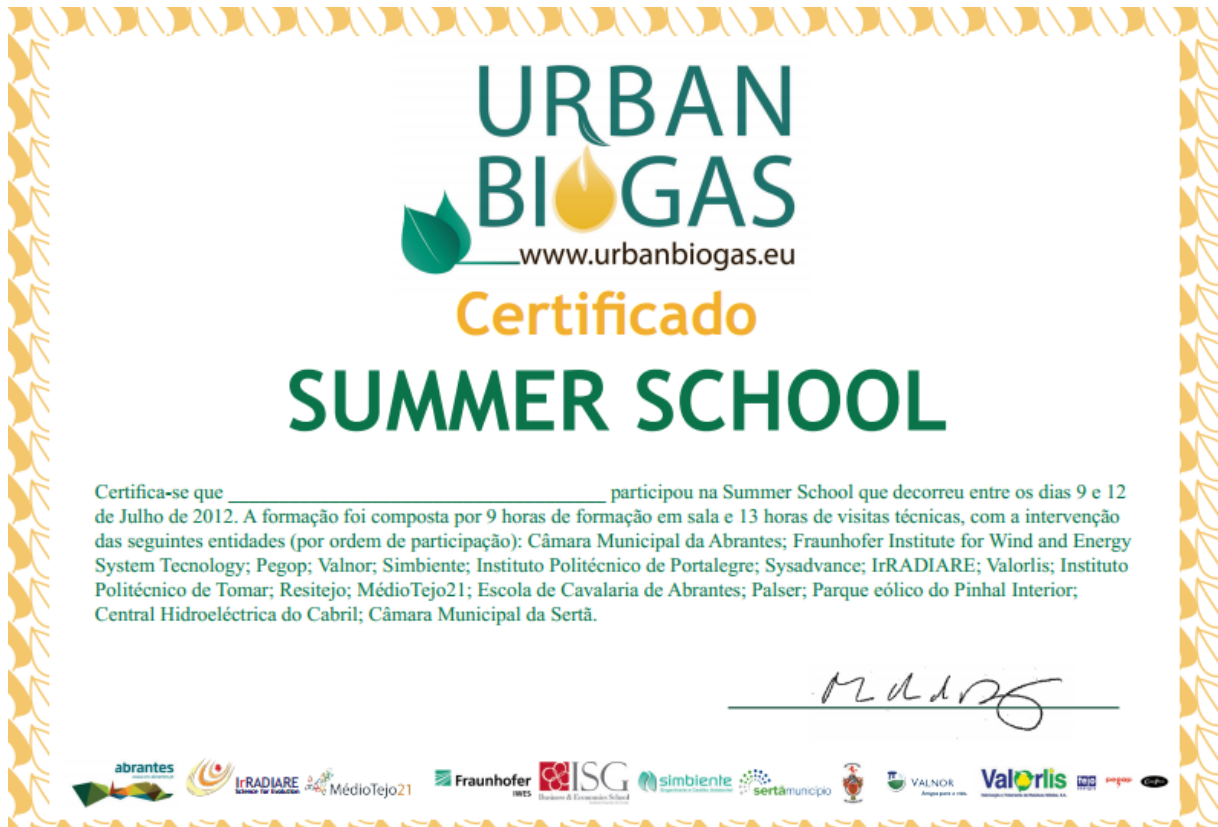 URBAN
BIOGAS
www.urbanbiogas.eu
Certificado
SUMMER SCHOOL
Certifica-se que ______________________ participou na Summer School que decorreu entre os dias 9 e 12
de Julho de 2012. A formação foi composta por 9 horas de formação em sala e 13 horas de visitas técnicas, com a intervenção
das seguintes entidades (por ordem de participação): Câmara Municipal da Abrantes; Fraunhofer Institute for Wind and Energy
System Tecnology; Pegop; Valnor; Simbiente; Instituto Politécnico de Portalegre; Sysadvance; IrRADIARE; Valorlis; Instituto
Politécnico de Tomar; Resitejo; MédioTejo21; Escola de Cavalaria de Abrantes; Palser; Parque eólico do Pinhal Interior;
Central Hidroeléctrica do Cabril; Câmara Municipal da Sertã.
abrantes
IrRADIARE
Science for Evolution
MédioTejo21
Fraunhofer
IWES
ISG
Business & Economics School
simbiente
sertãmunicípio
VALNOR
Valorlis
tejo
pegop